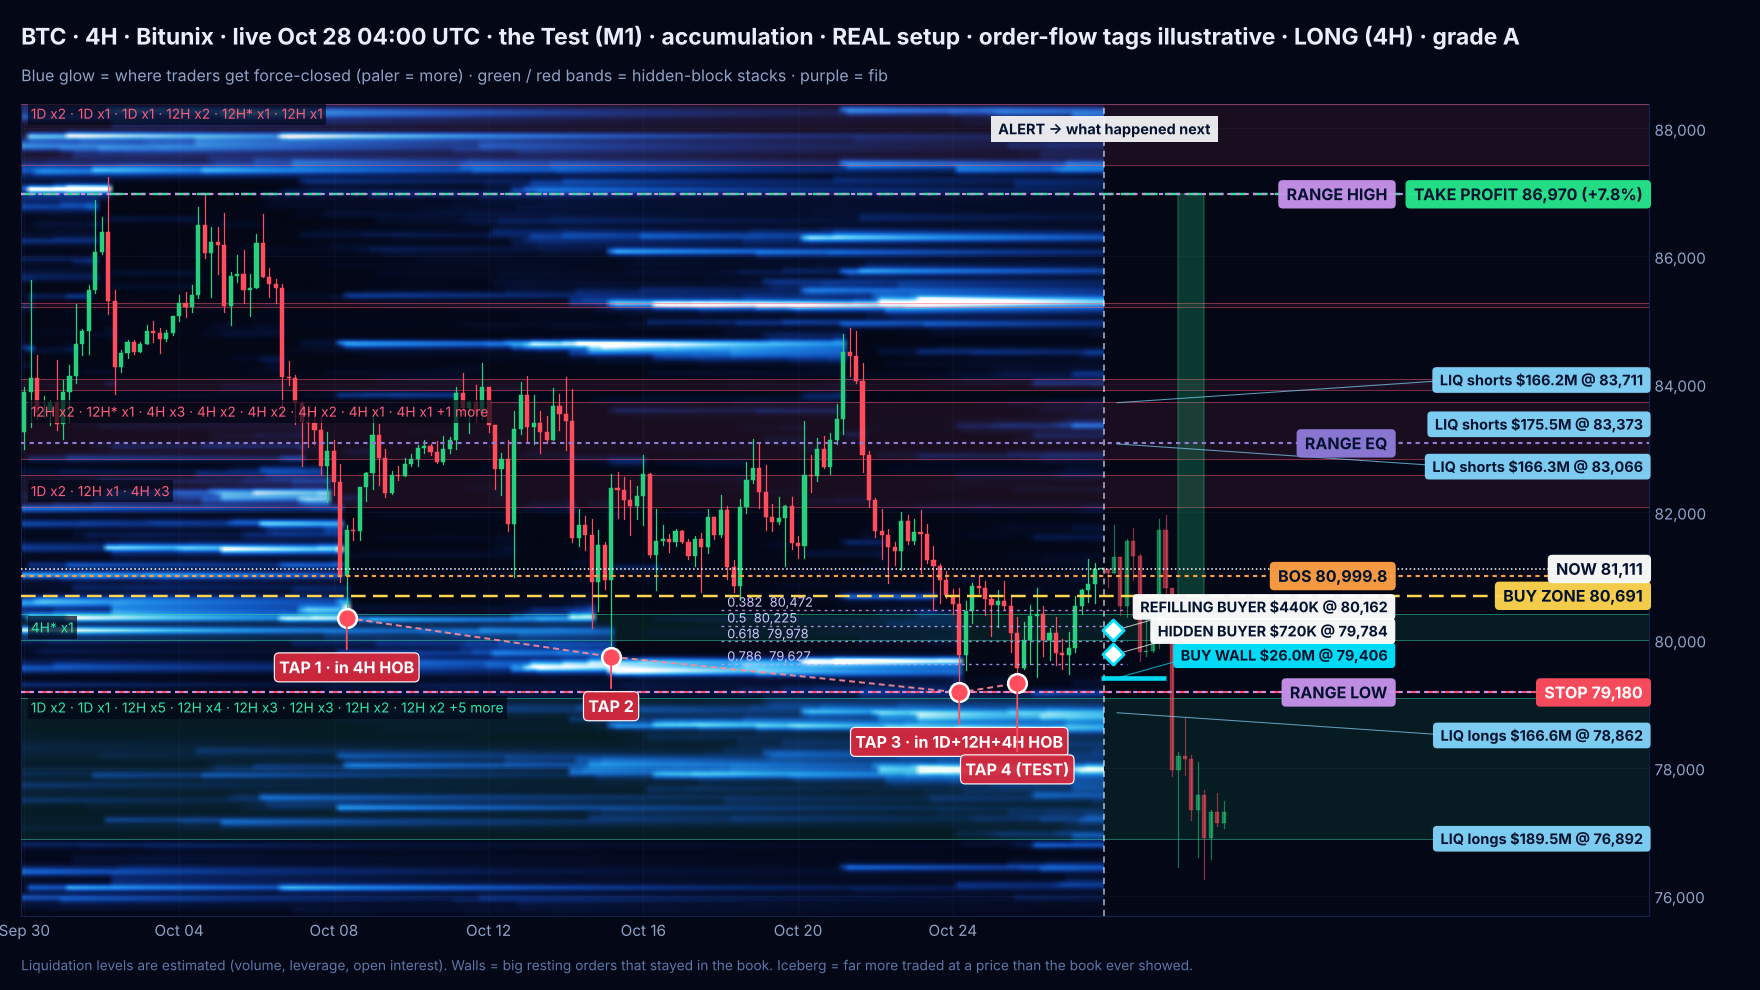 BTC · 4H · Bitunix · live Oct 28 04:00 UTC · the Test (M1) · accumulation · REAL setup · order-flow tags illustrative · LONG (4H) · grade A
Blue glow = where traders get force-closed (paler = more) · green / red bands = hidden-block stacks · purple = fib
1D x2 · 1D x1 · 1D x1 · 12H x2 · 12H* x1 · 12H x1
ALERT → what happened next
88,000
RANGE HIGH
TAKE PROFIT 86,970 (+7.8%)
86,000
LIQ shorts $166.2M @ 83,711
84,000
12H x2 · 12H* x1 · 4H x3 · 4H x2 · 4H x2 · 4H x2 · 4H x1 · 4H x1 +1 more
LIQ shorts $175.5M @ 83,373
RANGE EQ
LIQ shorts $166.3M @ 83,066
1D x2 · 12H x1 · 4H x3
82,000
NOW 81,111
BOS 80,999.8
BUY ZONE 80,691
0.382 80,472
REFILLING BUYER $440K @ 80,162
0.5 80,225
4H* x1
0.618 79,978
HIDDEN BUYER $720K @ 79,784
80,000
0.786 79,627
BUY WALL $26.0M @ 79,406
TAP 1 · in 4H HOB
RANGE LOW
STOP 79,180
TAP 2
1D x2 · 1D x1 · 12H x5 · 12H x4 · 12H x3 · 12H x3 · 12H x2 · 12H x2 +5 more
LIQ longs $166.6M @ 78,862
TAP 3 · in 1D+12H+4H HOB
TAP 4 (TEST)
78,000
LIQ longs $189.5M @ 76,892
76,000
Sep 30
Oct 04
Oct 08
Oct 12
Oct 16
Oct 20
Oct 24
Liquidation levels are estimated (volume, leverage, open interest). Walls = big resting orders that stayed in the book. Iceberg = far more traded at a price than the book ever showed.